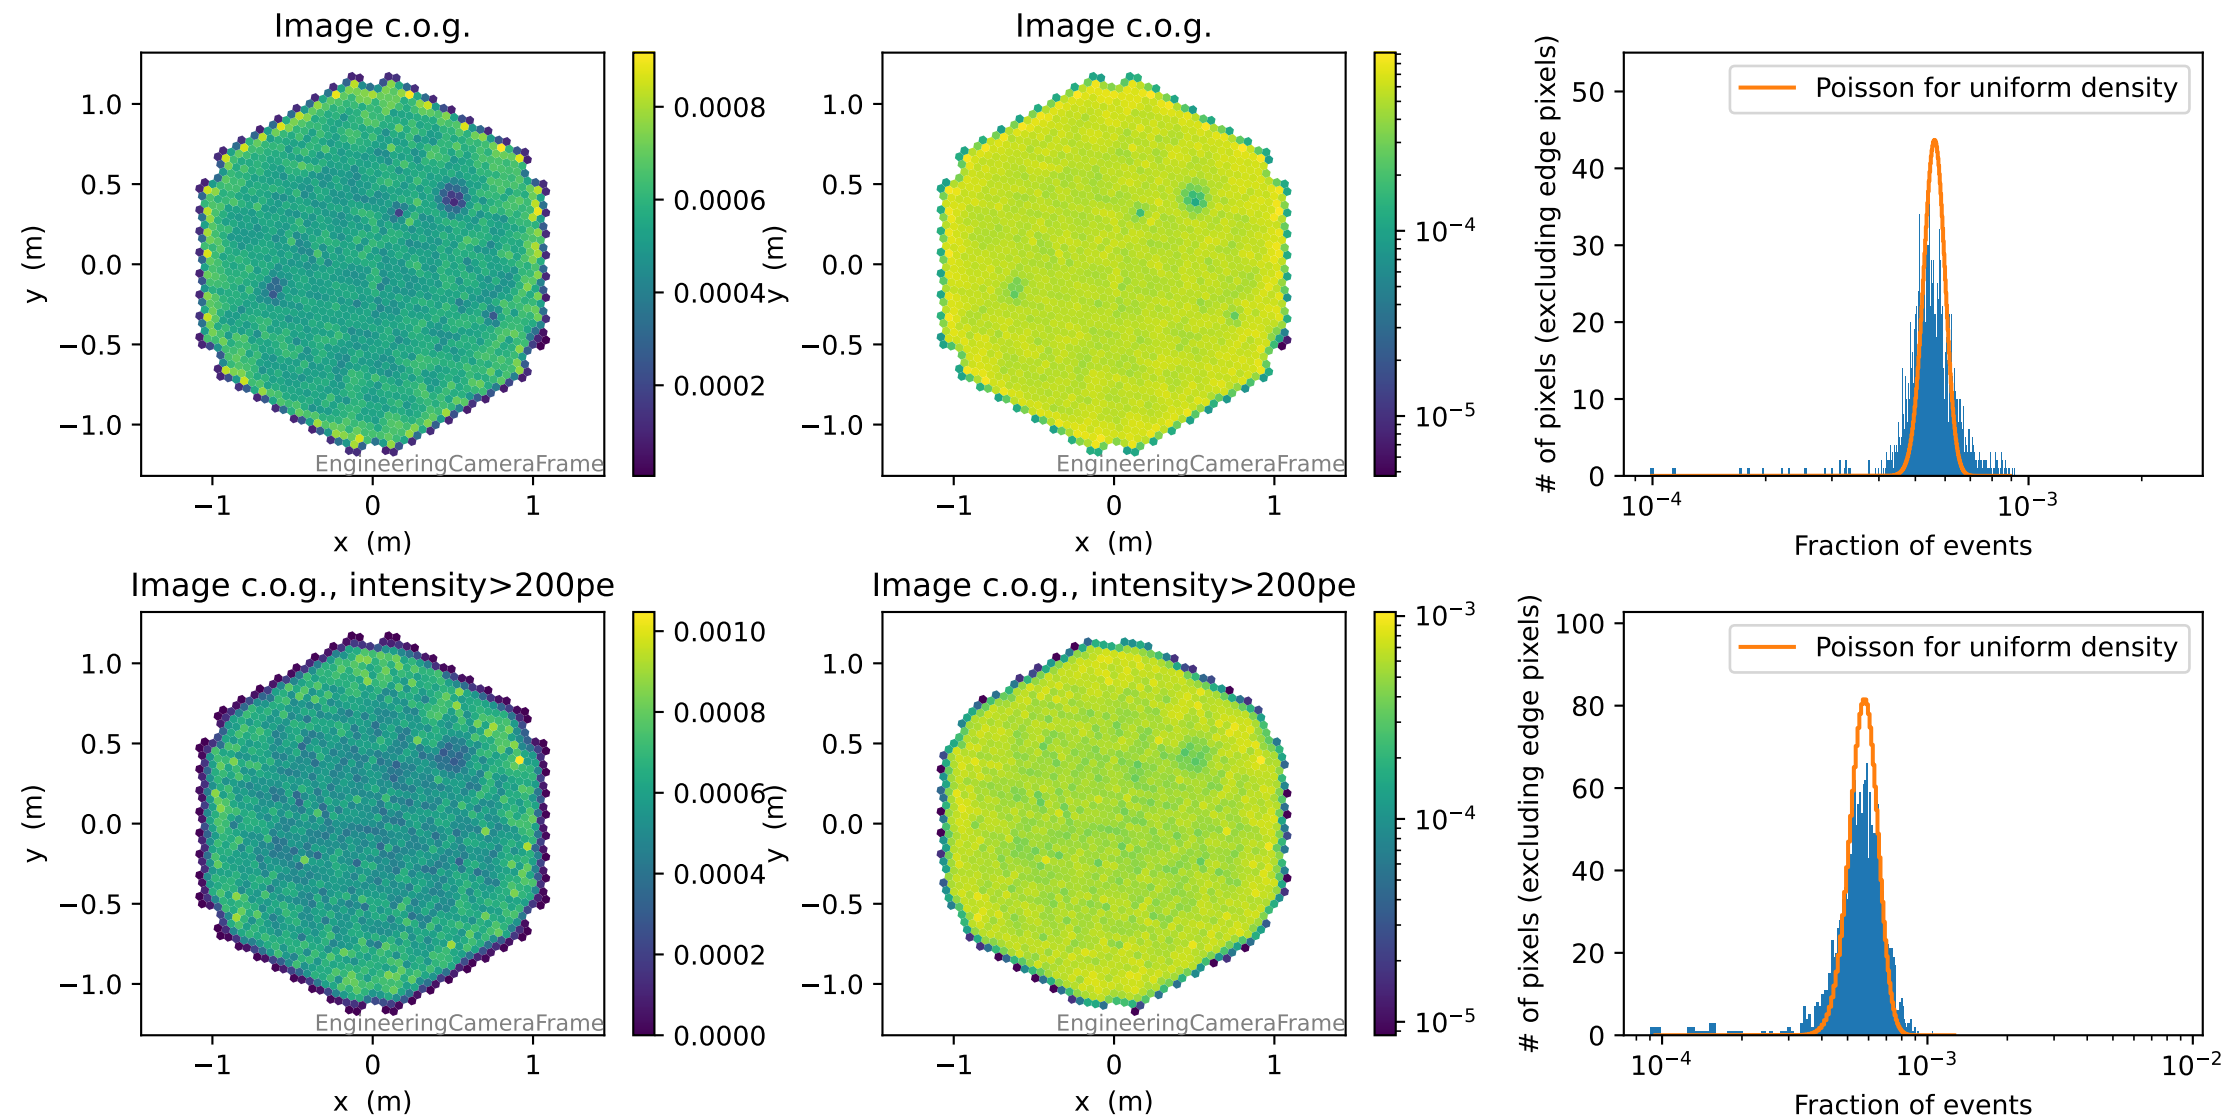 Image c.o.g.
1.0
0.5
0.0
−0.5
−1.0
y (m)
−1 0 1
x (m)
EngineeringCameraFrame
0.0008
0.0006
0.0004
0.0002
Image c.o.g.
1.0
0.5
0.0
−0.5
−1.0
y (m)
−1 0 1
x (m)
EngineeringCameraFrame
10⁻⁴
10⁻⁵
# of pixels (excluding edge pixels)
50
40
30
20
10
0
Poisson for uniform density
10⁻⁴ 10⁻³
Fraction of events
Image c.o.g., intensity>200pe
1.0
0.5
0.0
−0.5
−1.0
y (m)
−1 0 1
x (m)
EngineeringCameraFrame
0.0010
0.0008
0.0006
0.0004
0.0002
0.0000
Image c.o.g., intensity>200pe
1.0
0.5
0.0
−0.5
−1.0
y (m)
−1 0 1
x (m)
EngineeringCameraFrame
10⁻³
10⁻⁴
10⁻⁵
# of pixels (excluding edge pixels)
100
80
60
40
20
0
Poisson for uniform density
10⁻⁴ 10⁻³ 10⁻²
Fraction of events